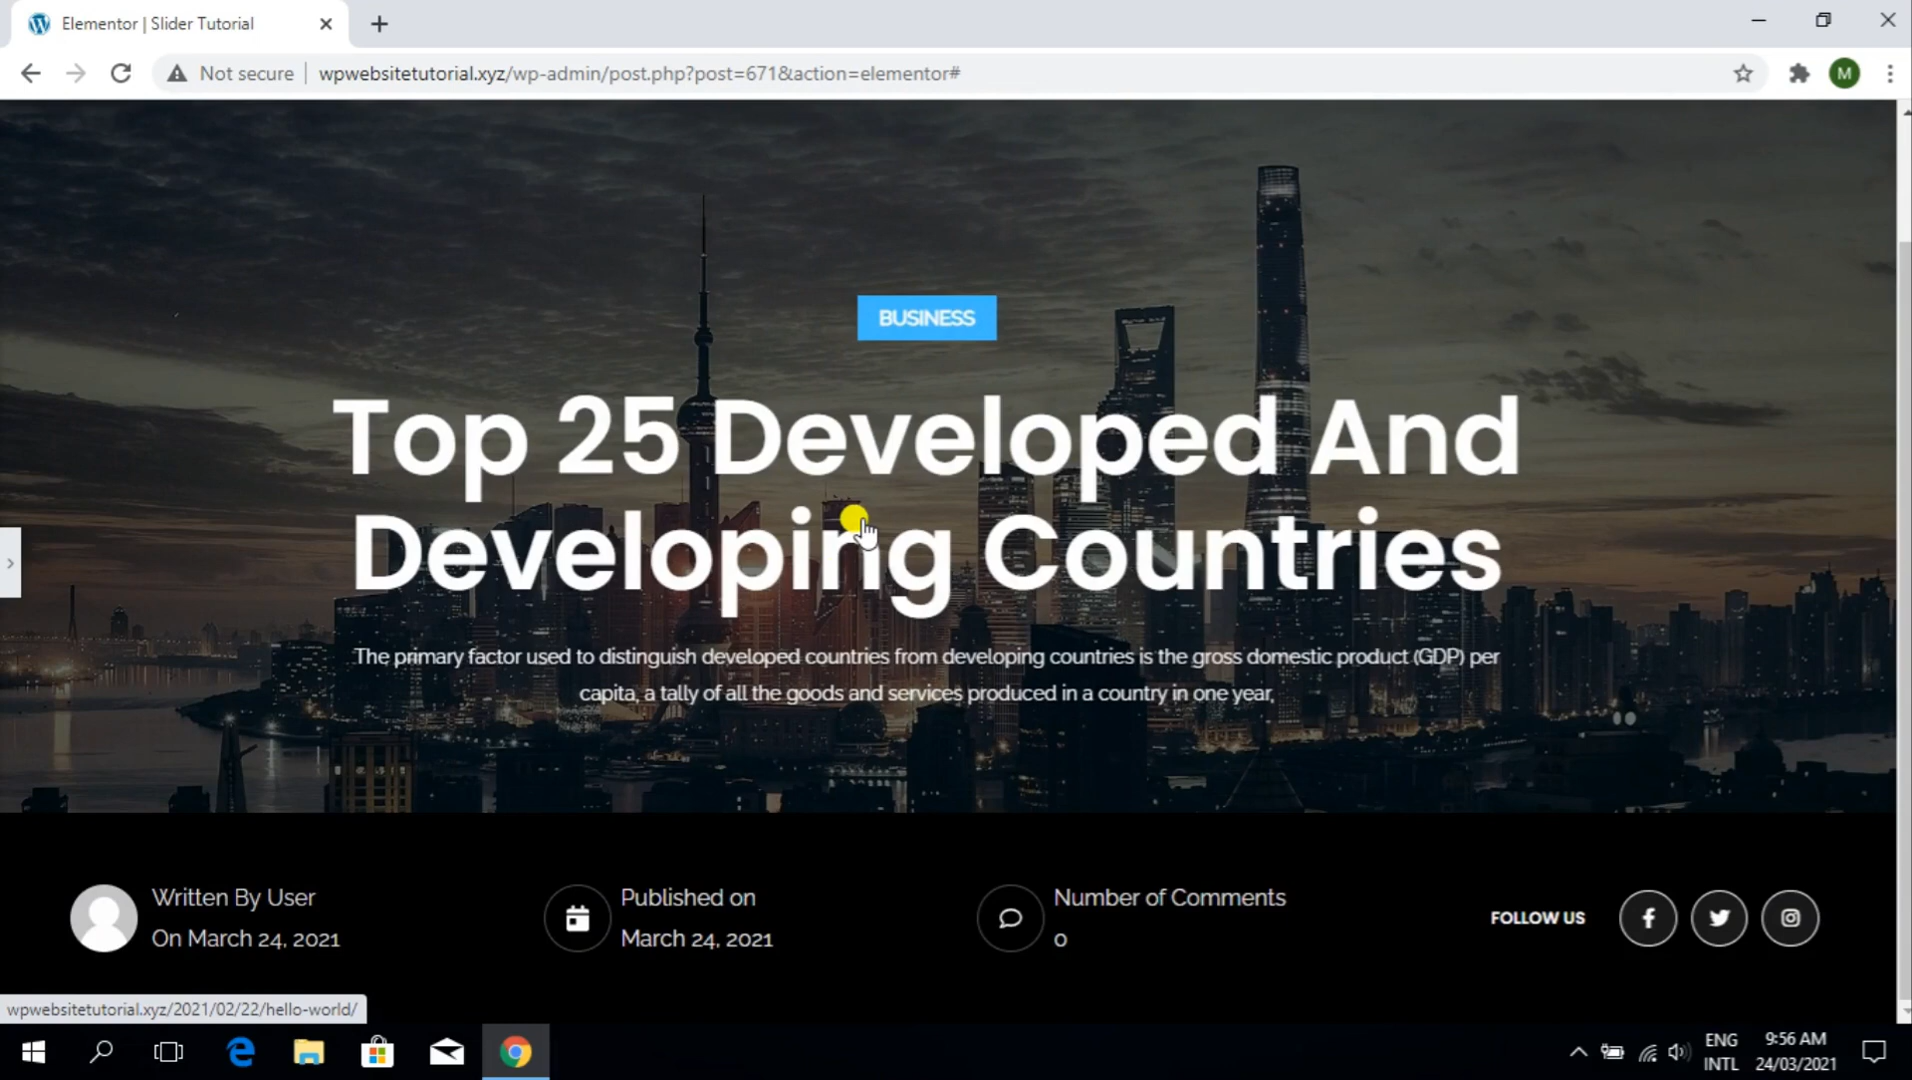 Elementor | Slider Tutorial
Not secure
wpwebsitetutorial.xyz/wp-admin/post.php?post=671&action=elementor#
M
BUSINESS
Top 25 Developed And
Developing Countries
The primary factor used to distinguish developed countries from developing countries is the gross domestic product (GDP) per
capita, a tally of all the goods and services produced in a country in one year,
Written By User
On March 24, 2021
Published on
March 24, 2021
Number of Comments
0
FOLLOW US
wpwebsitetutorial.xyz/2021/02/22/hello-world/
ENG
INTL
9:56 AM
24/03/2021